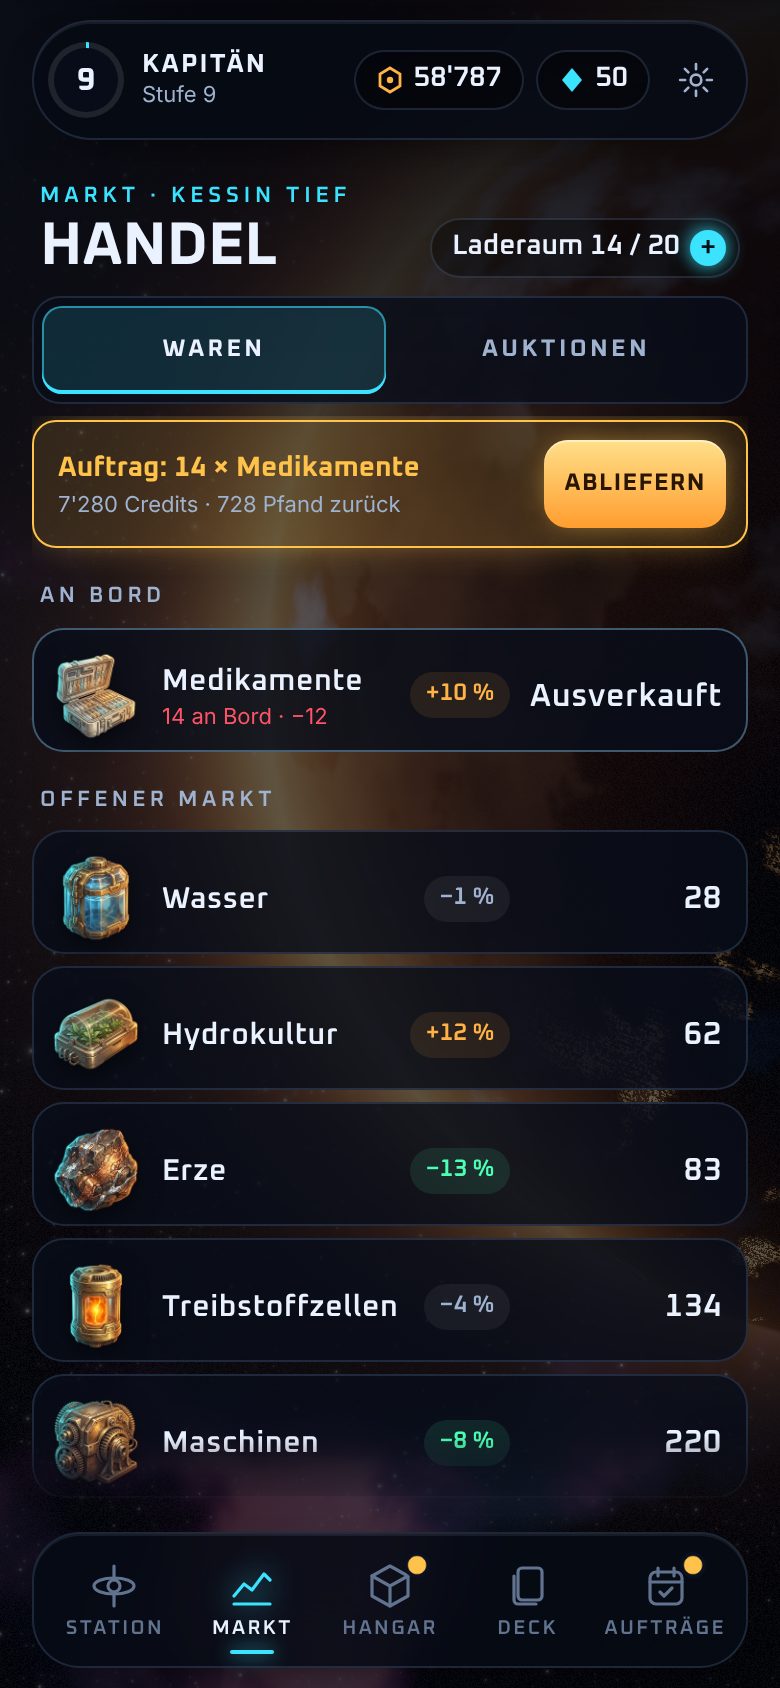 9
KAPITÄN
Stufe 9
58'787
50
MARKT · KESSIN TIEF
HANDEL
Laderaum 14 / 20 +
WAREN
AUKTIONEN
Auftrag: 14 × Medikamente
7'280 Credits · 728 Pfand zurück
ABLIEFERN
AN BORD
Medikamente
14 an Bord · −12
+10 %
Ausverkauft
OFFENER MARKT
Wasser −1 % 28
Hydrokultur +12 % 62
Erze −13 % 83
Treibstoffzellen −4 % 134
Maschinen −8 % 220
STATION MARKT HANGAR DECK AUFTRÄGE